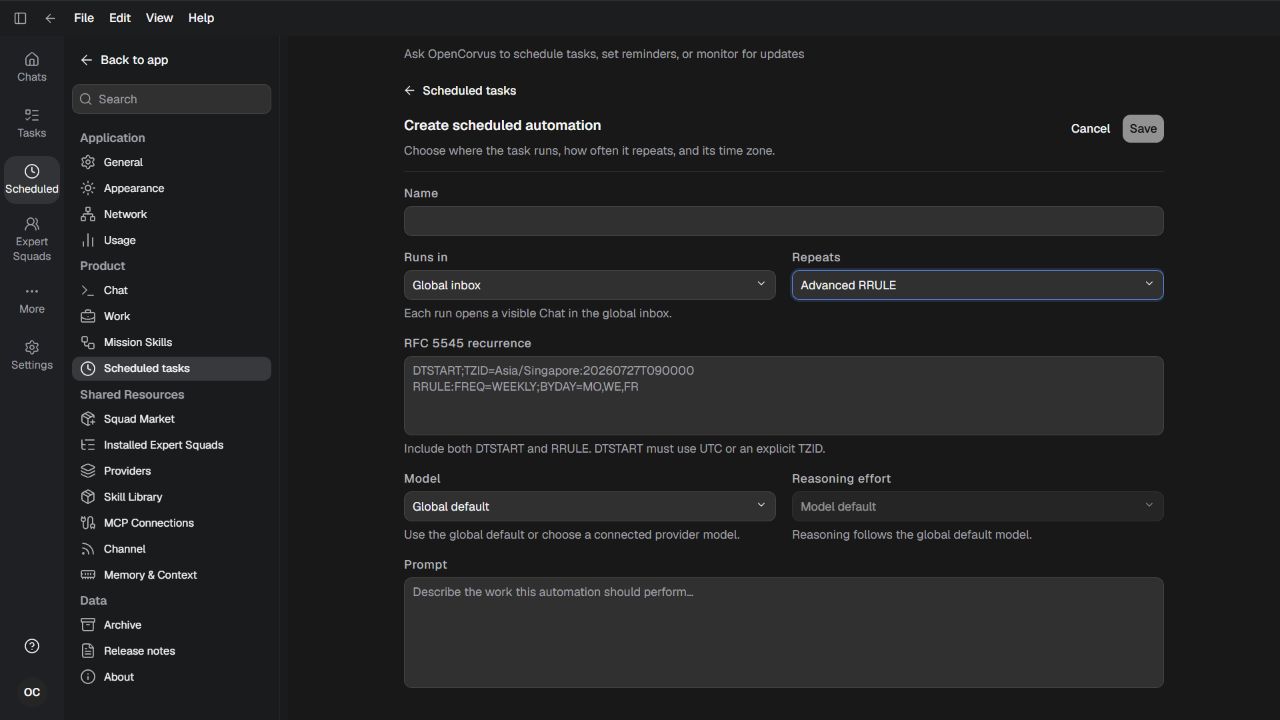 File Edit View Help
Chats
Tasks
Scheduled
Expert
Squads
More
Settings
OC
Back to app
Search
Application
General
Appearance
Network
Usage
Product
Chat
Work
Mission Skills
Scheduled tasks
Shared Resources
Squad Market
Installed Expert Squads
Providers
Skill Library
MCP Connections
Channel
Memory & Context
Data
Archive
Release notes
About
Ask OpenCorvus to schedule tasks, set reminders, or monitor for updates
Scheduled tasks
Create scheduled automation
Cancel Save
Choose where the task runs, how often it repeats, and its time zone.
Name
Runs in Repeats
Global inbox Advanced RRULE
Each run opens a visible Chat in the global inbox.
RFC 5545 recurrence
DTSTART;TZID=Asia/Singapore:20260727T090000
RRULE:FREQ=WEEKLY;BYDAY=MO,WE,FR
Include both DTSTART and RRULE. DTSTART must use UTC or an explicit TZID.
Model Reasoning effort
Global default Model default
Use the global default or choose a connected provider model. Reasoning follows the global default model.
Prompt
Describe the work this automation should perform...